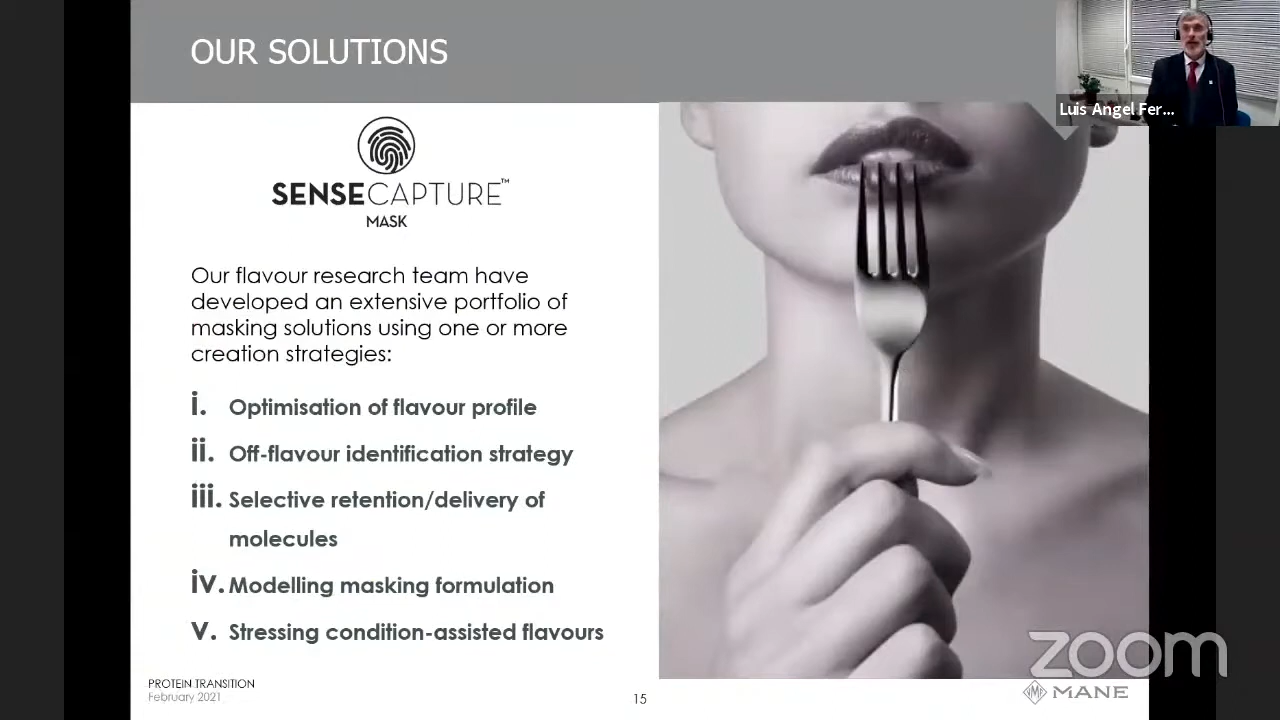 OUR SOLUTIONS
Luis Angel Fer...
SENSECAPTURE™
MASK
Our flavour research team have
developed an extensive portfolio of
masking solutions using one or more
creation strategies:
i. Optimisation of flavour profile
ii. Off-flavour identification strategy
iii. Selective retention/delivery of
molecules
iv. Modelling masking formulation
v. Stressing condition-assisted flavours
PROTEIN TRANSITION
February 2021
15
zoom
MANE